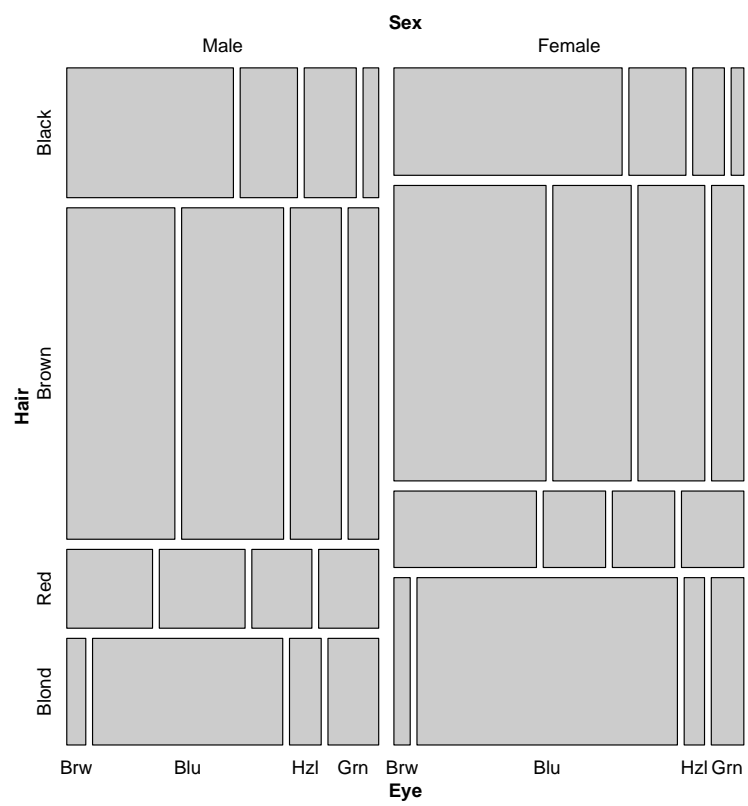 Sex
Male Female
Black
Brown
Hair
Red
Blond
Brw Blu Hzl Grn Brw Blu Hzl Grn
Eye